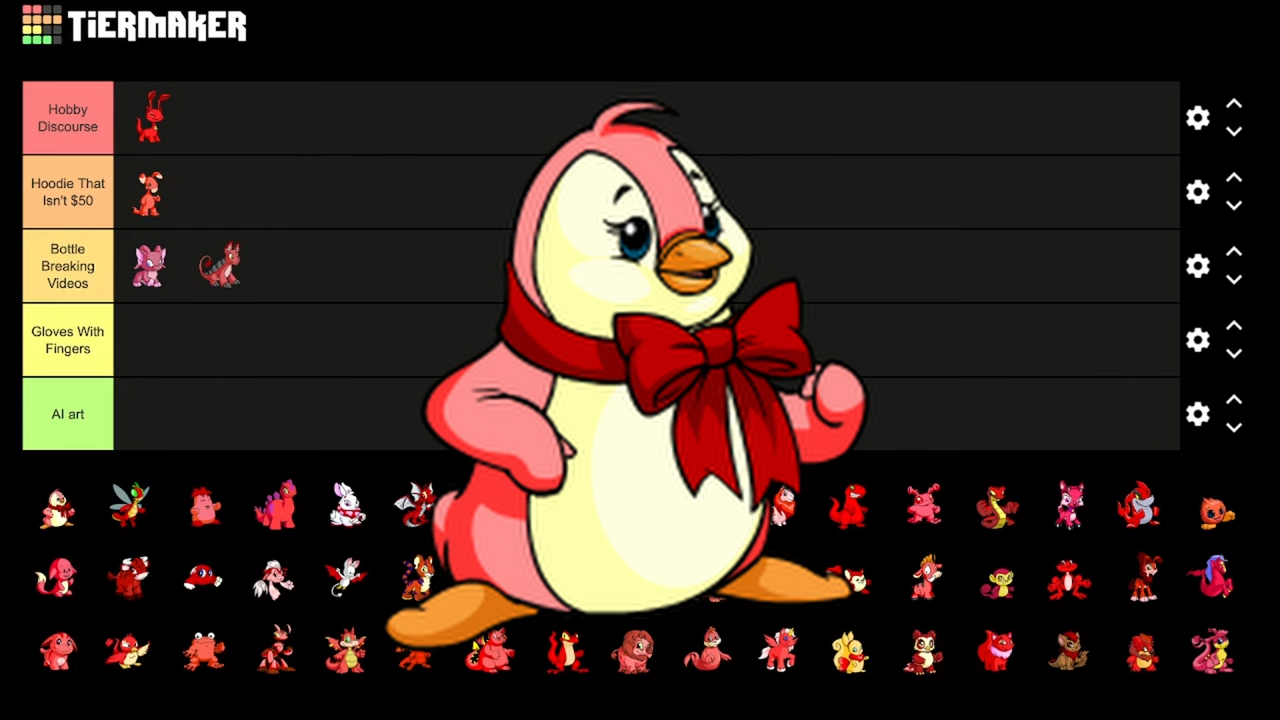 TiERMAKER
Hobby
Discourse
Hoodie That
Isn't $50
Bottle
Breaking
Videos
Gloves With
Fingers
AI art